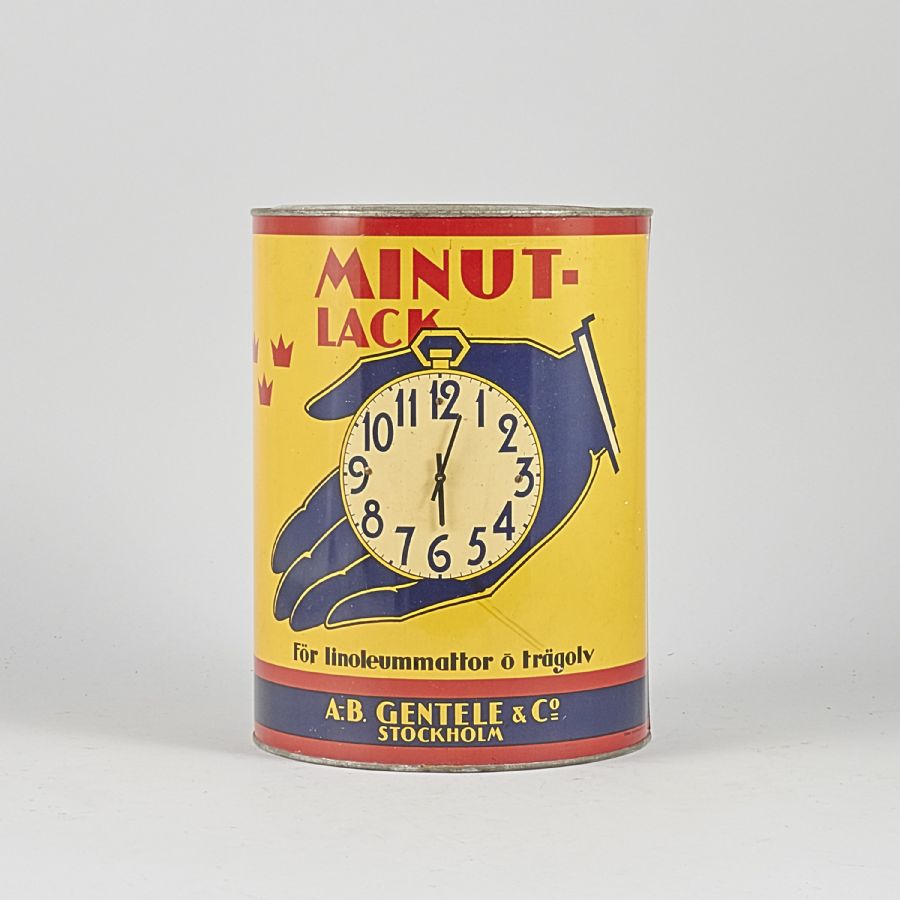 MINUT-
LACK
12
1
2
3
4
5
6
7
8
9
10
11
För linoleummattor ō trägolv
A.-B. GENTELE & Cº
STOCKHOLM